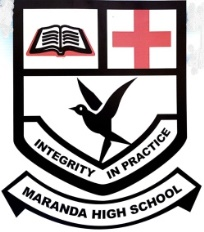 INTEGRITY IN PRACTICE
MARANDA HIGH SCHOOL